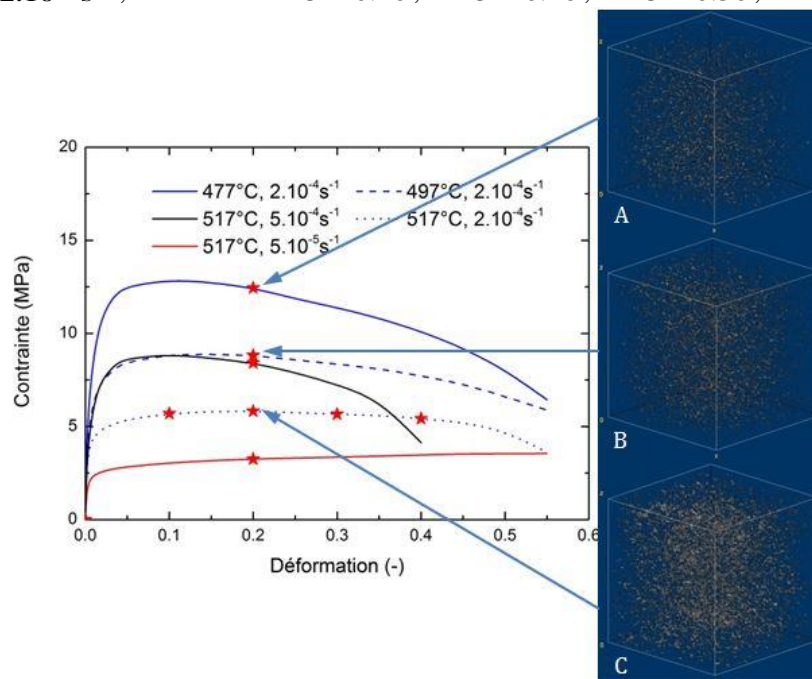 20
15
10
5
0
0.0 0.1 0.2 0.3 0.4 0.5 0.6
Contrainte (MPa)
Déformation (-)
477°C, 2.10⁻⁴s⁻¹ 497°C, 2.10⁻⁴s⁻¹
517°C, 5.10⁻⁴s⁻¹ 517°C, 2.10⁻⁴s⁻¹
517°C, 5.10⁻⁵s⁻¹
A
B
C